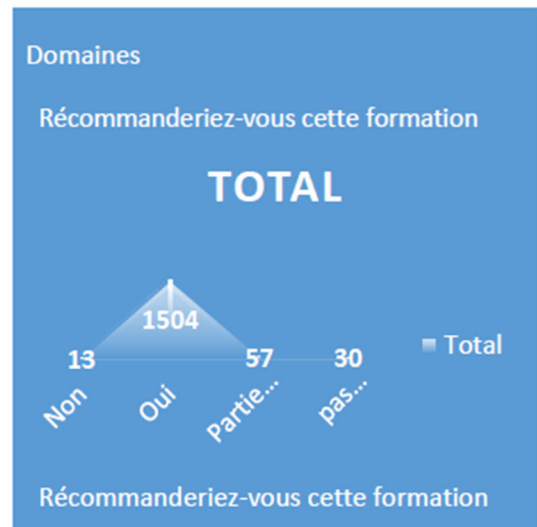 Domaines
Récommanderiez-vous cette formation
TOTAL
1504
13
57
30
Total
Non
Oui
Partie...
pas...
Récommanderiez-vous cette formation